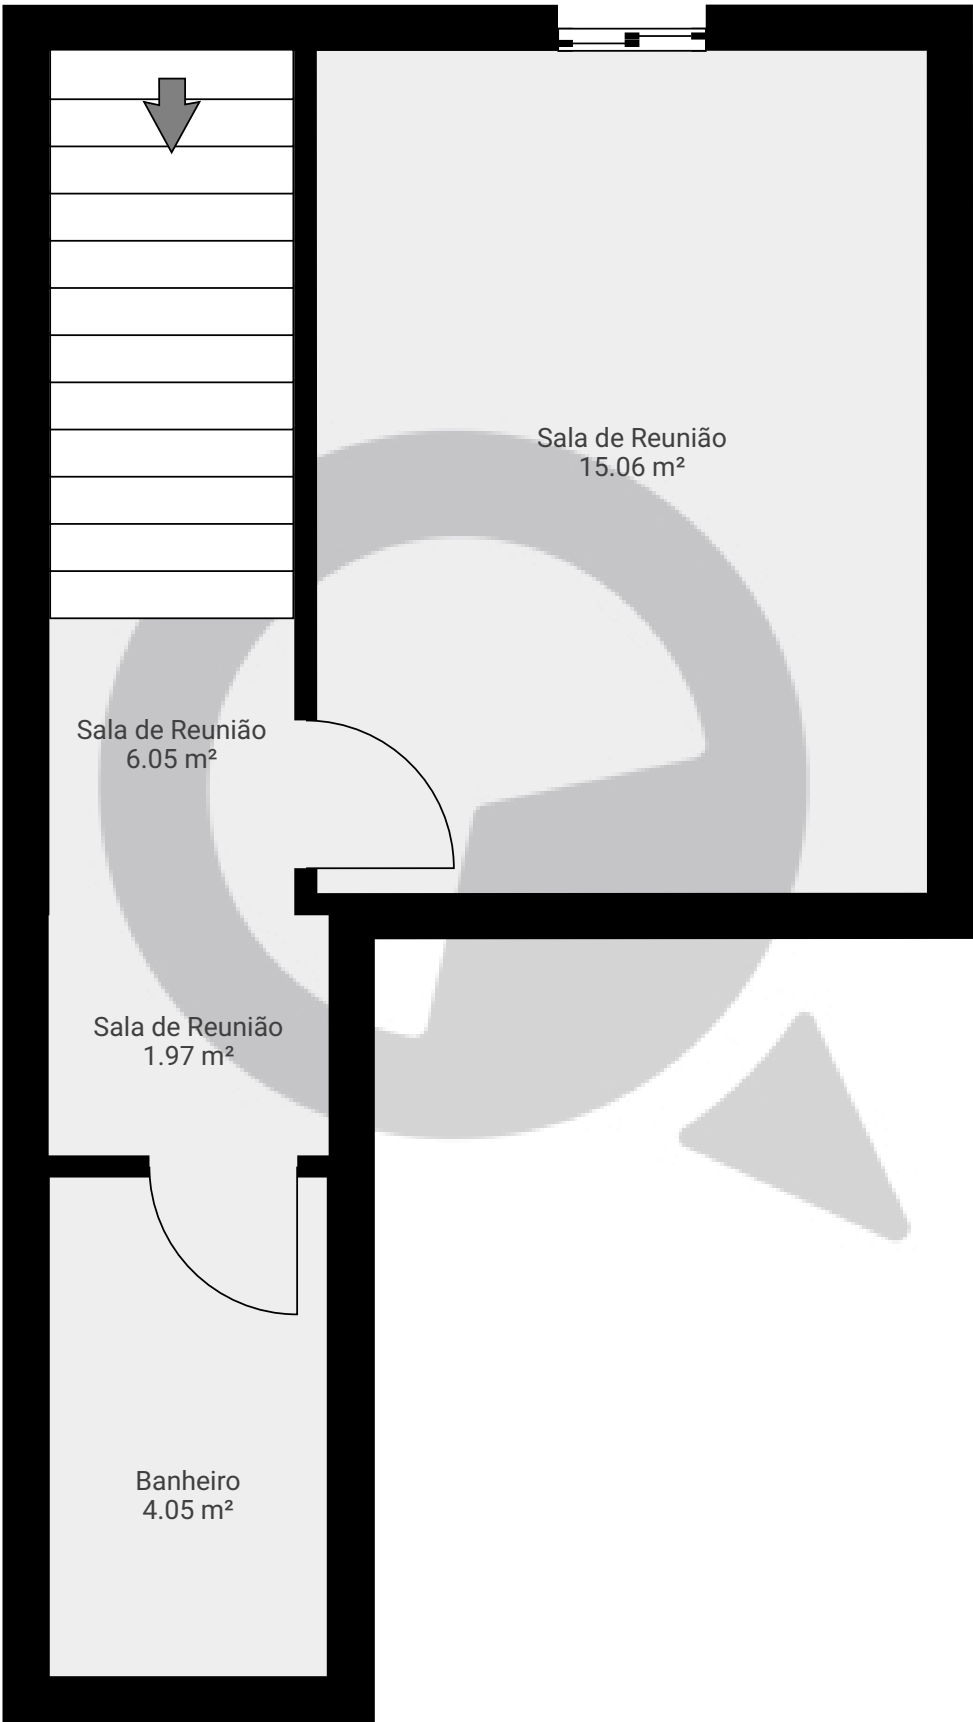 Sala de Reunião
15.06 m²
Sala de Reunião
6.05 m²
Sala de Reunião
1.97 m²
Banheiro
4.05 m²